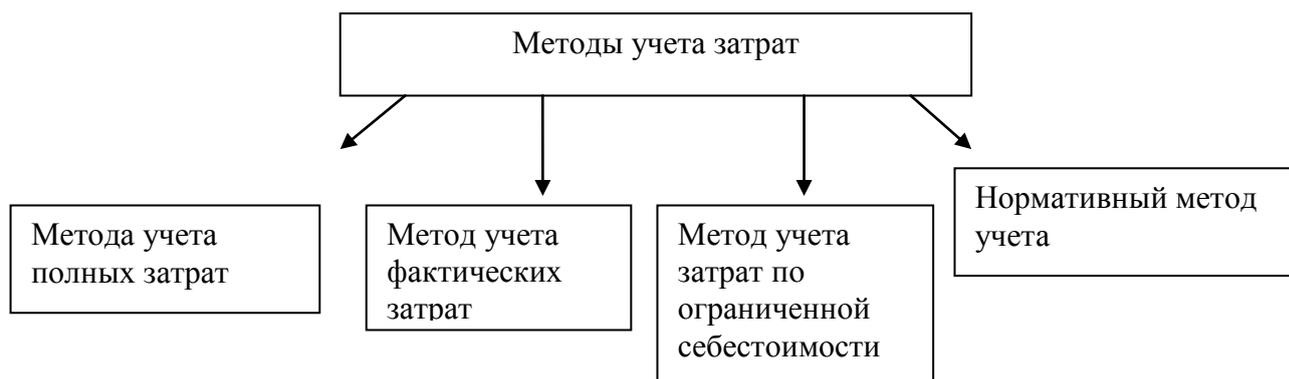 Методы учета затрат
Метода учета
полных затрат
Метод учета
фактических
затрат
Метод учета
затрат по
ограниченной
себестоимости
Нормативный метод
учета